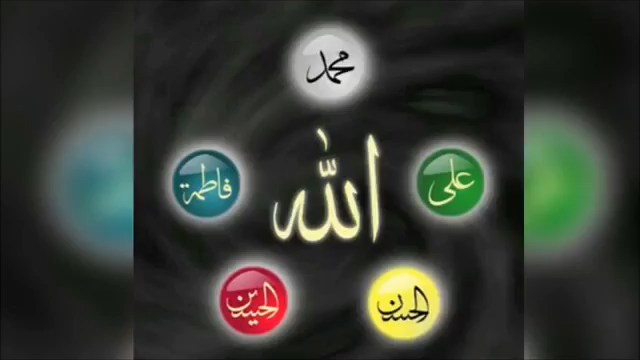 محمد
علی
الله
فاطمة
الحسن
الحسین